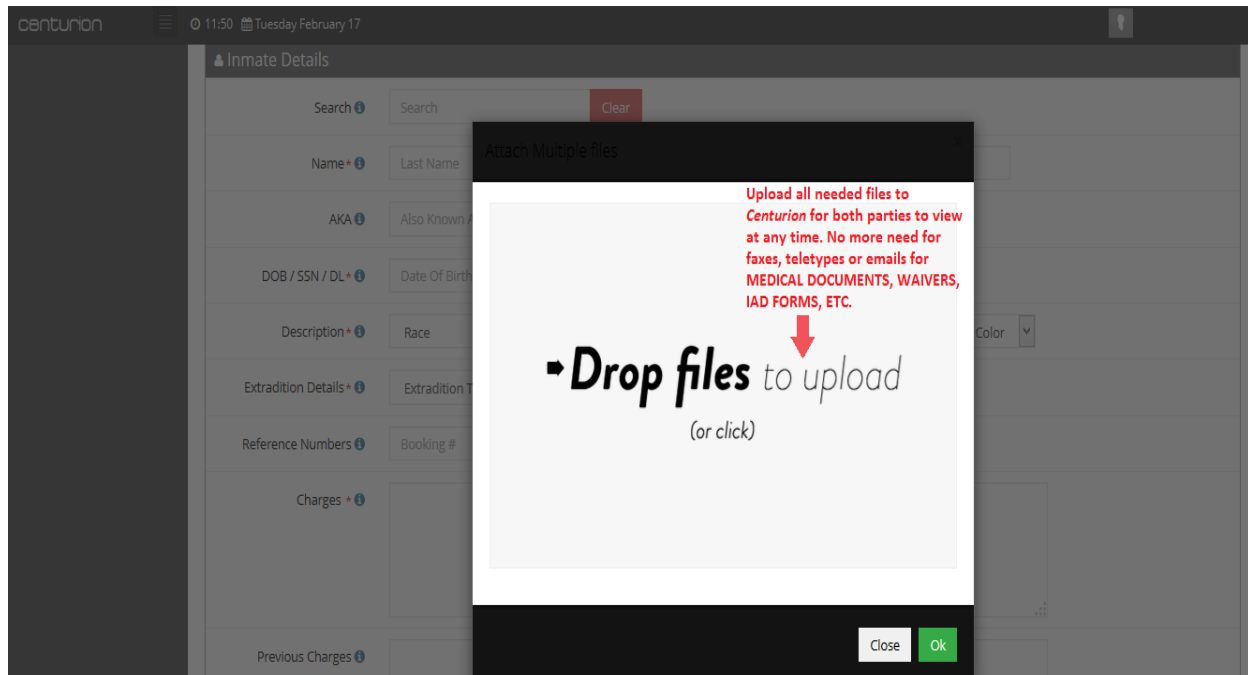 centurion 11:50 Tuesday February 17
Inmate Details
Search Search Clear
Attach Multiple files
Name* Last Name
Upload all needed files to
Centurion for both parties to view
at any time. No more need for
faxes, teletypes or emails for
MEDICAL DOCUMENTS, WAIVERS,
IAD FORMS, ETC.
AKA Also Known A
DOB / SSN / DL* Date Of Birth
Description* Race Color
Extradition Details* Extradition T
Drop files to upload
(or click)
Reference Numbers Booking #
Charges *
Previous Charges
Close Ok